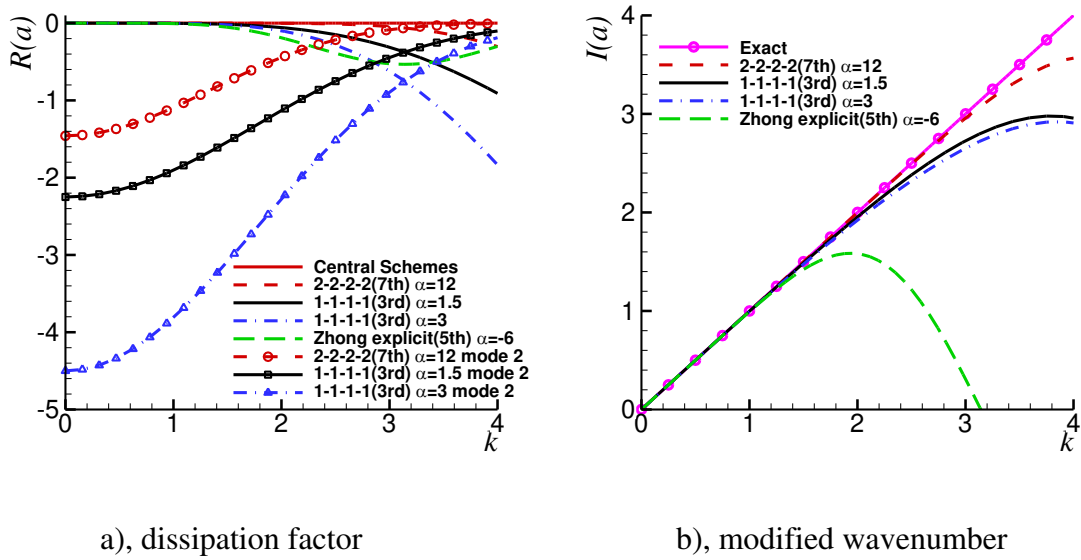 R(a)
0
-1
-2
-3
-4
-5
0
1
2
3
4
k
Central Schemes
2-2-2-2(7th) α=12
1-1-1-1(3rd) α=1.5
1-1-1-1(3rd) α=3
Zhong explicit(5th) α=-6
2-2-2-2(7th) α=12 mode 2
1-1-1-1(3rd) α=1.5 mode 2
1-1-1-1(3rd) α=3 mode 2
a), dissipation factor
I(a)
4
3
2
1
0
0
1
2
3
4
k
Exact
2-2-2-2(7th) α=12
1-1-1-1(3rd) α=1.5
1-1-1-1(3rd) α=3
Zhong explicit(5th) α=-6
b), modified wavenumber